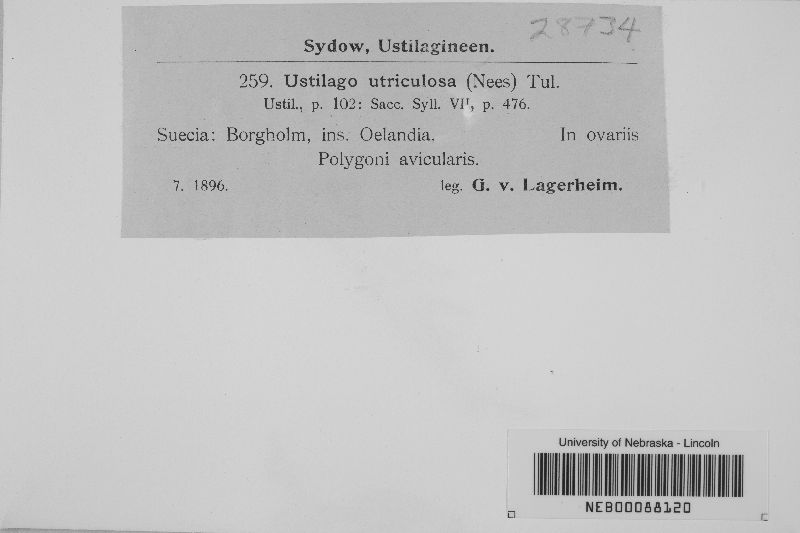 28734
Sydow, Ustilagineen.
259. Ustilago utriculosa (Nees) Tul.
Ustil., p. 102: Sacc. Syll. VII, p. 476.
Suecia: Borgholm, ins. Oelandia. In ovariis
Polygoni avicularis.
7. 1896. leg. G. v. Lagerheim.
University of Nebraska - Lincoln
NEB00088120